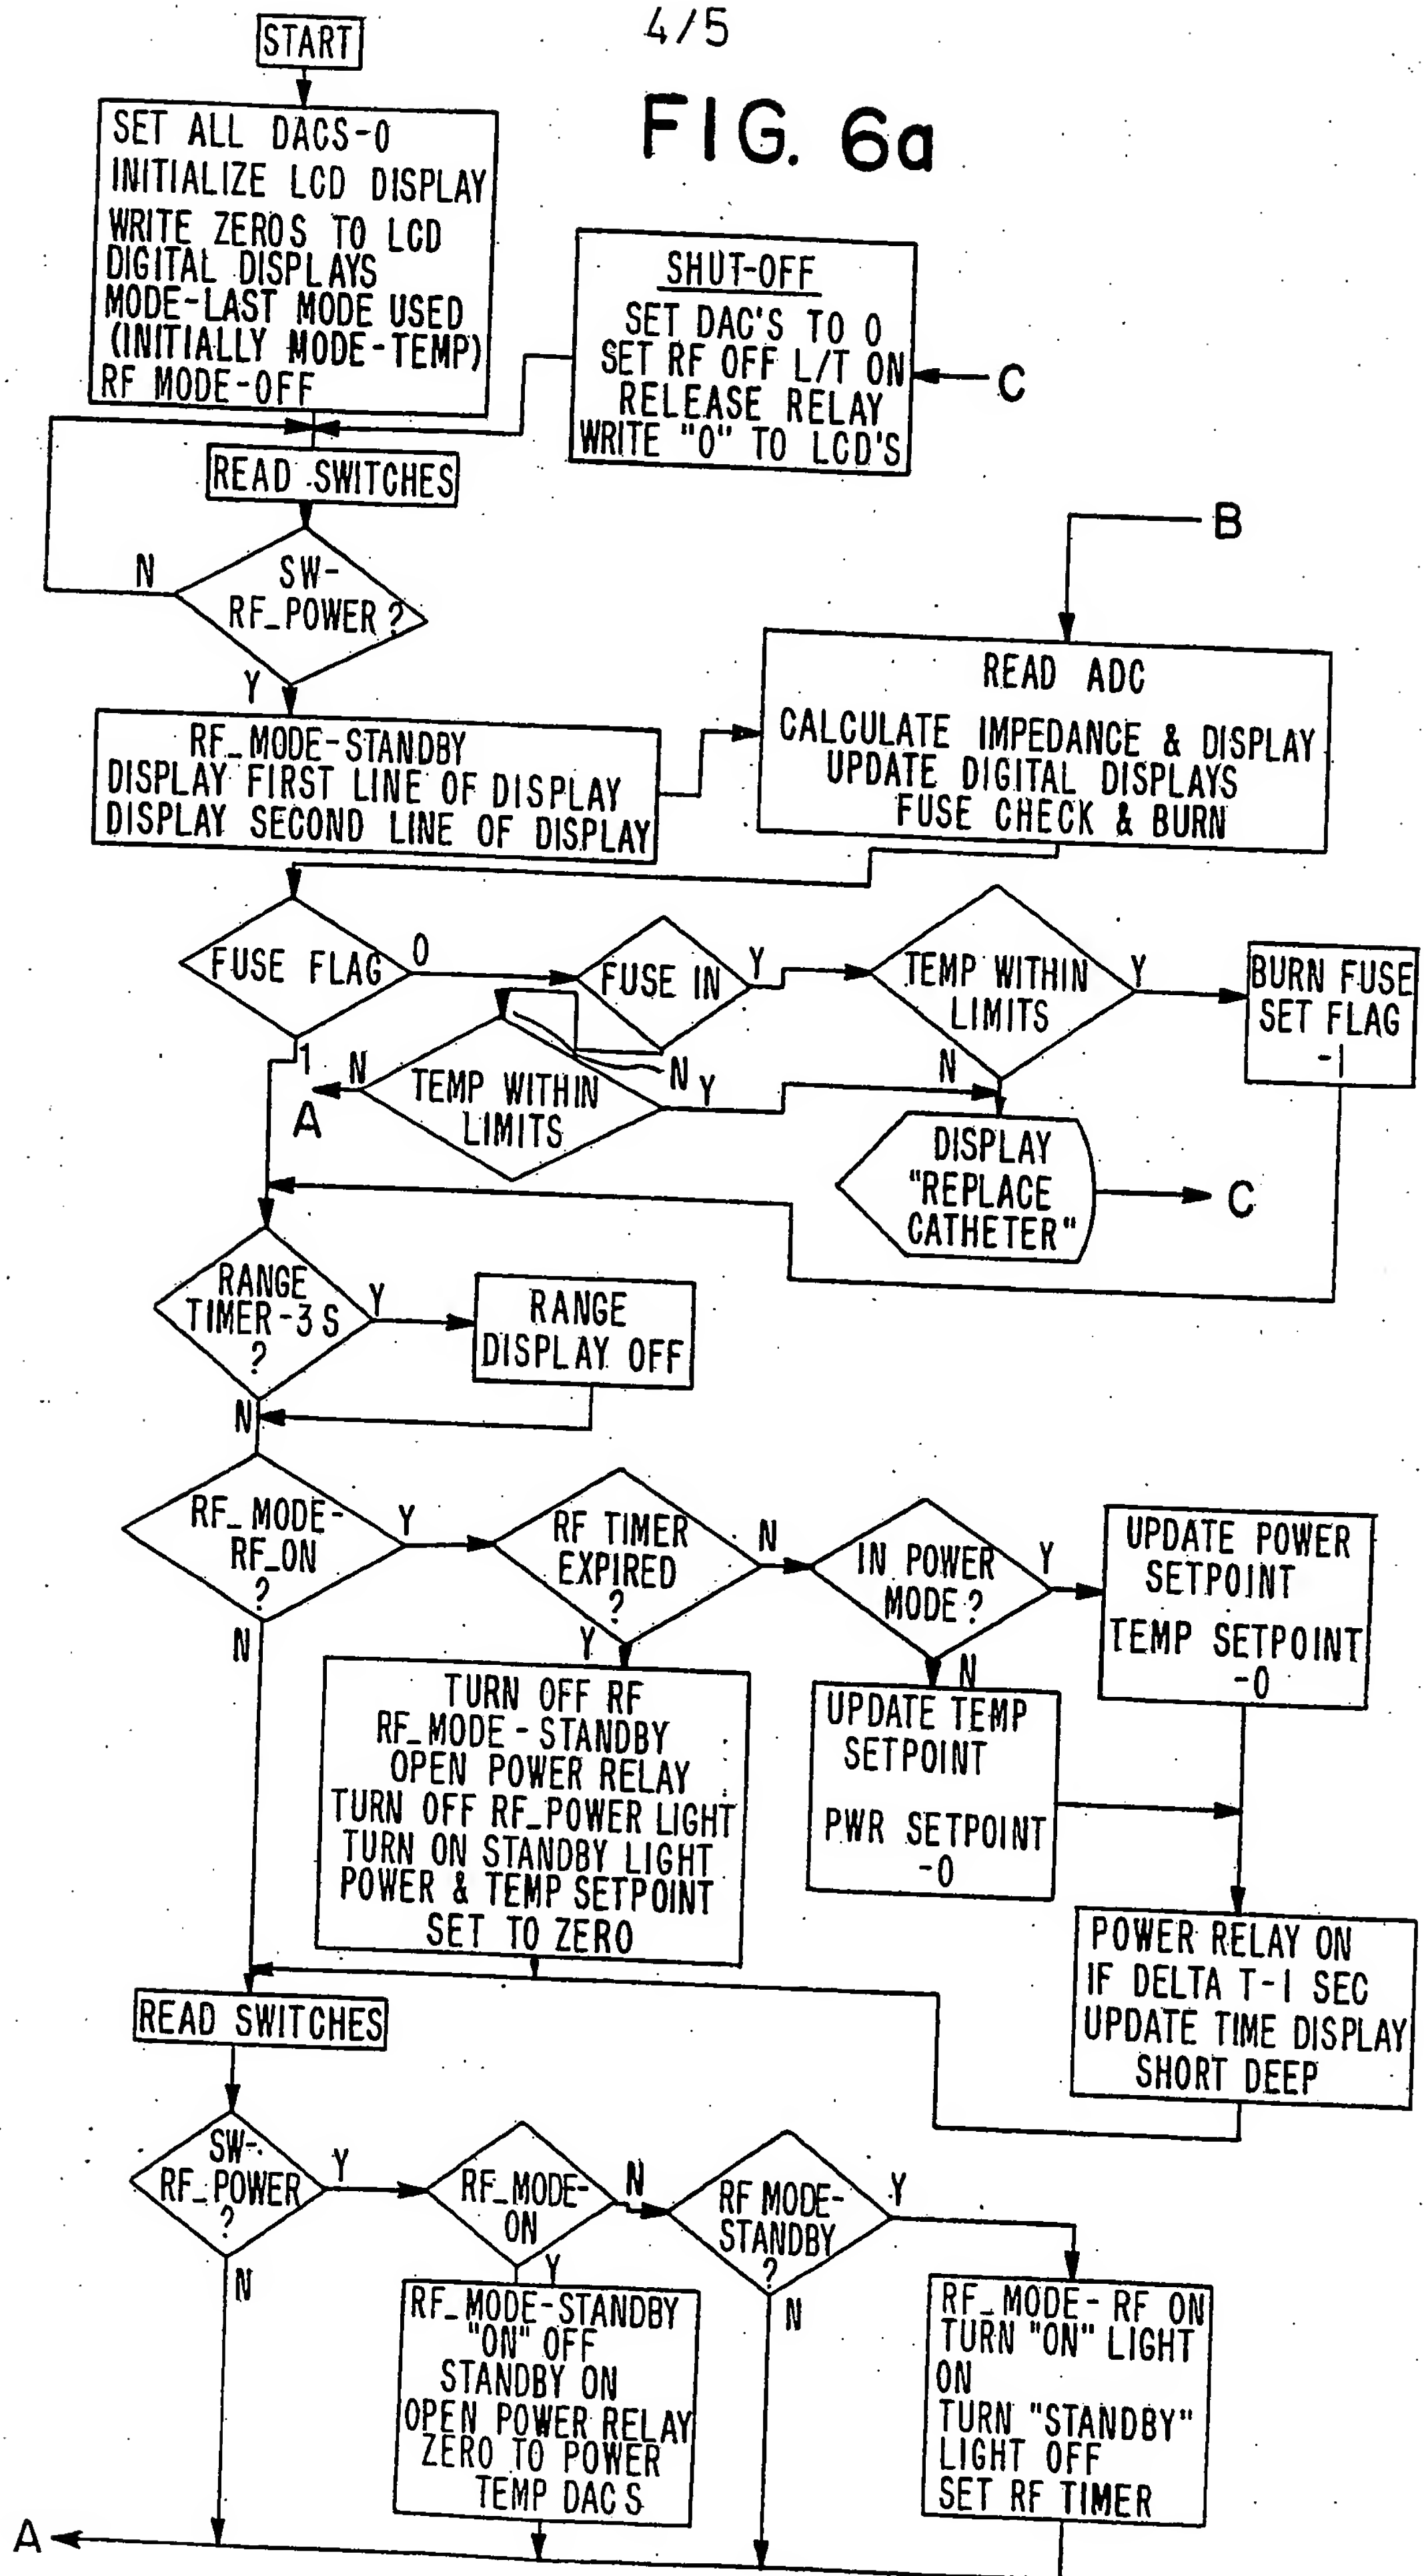 4/5
FIG. 6a
START
SET ALL DACS-0
INITIALIZE LCD DISPLAY
WRITE ZEROS TO LCD
DIGITAL DISPLAYS
MODE-LAST MODE USED
(INITIALLY MODE-TEMP)
RF MODE-OFF
SHUT-OFF
SET DAC'S TO 0
SET RF OFF L/T ON
RELEASE RELAY
WRITE "0" TO LCD'S
C
READ SWITCHES
B
N
SW-
RF_POWER?
Y
RF_MODE-STANDBY
DISPLAY FIRST LINE OF DISPLAY
DISPLAY SECOND LINE OF DISPLAY
READ ADC
CALCULATE IMPEDANCE & DISPLAY
UPDATE DIGITAL DISPLAYS
FUSE CHECK & BURN
FUSE FLAG
0
FUSE IN
Y
TEMP WITHIN
LIMITS
Y
BURN FUSE
SET FLAG
-1
1
N
A
TEMP WITHIN
LIMITS
N
Y
N
DISPLAY
"REPLACE
CATHETER"
C
RANGE
TIMER-3S
?
Y
RANGE
DISPLAY OFF
N
RF_MODE-
RF_ON
?
Y
RF TIMER
EXPIRED
?
N
IN POWER
MODE?
Y
UPDATE POWER
SETPOINT
TEMP SETPOINT
-0
N
Y
N
TURN OFF RF
RF_MODE-STANDBY
OPEN POWER RELAY
TURN OFF RF_POWER LIGHT
TURN ON STANDBY LIGHT
POWER & TEMP SETPOINT
SET TO ZERO
UPDATE TEMP
SETPOINT
PWR SETPOINT
-0
POWER RELAY ON
IF DELTA T-1 SEC
UPDATE TIME DISPLAY
SHORT DEEP
READ SWITCHES
SW-
RF_POWER
?
Y
RF_MODE-
ON
N
RF MODE-
STANDBY
?
Y
N
Y
N
RF_MODE-STANDBY
"ON" OFF
STANDBY ON
OPEN POWER RELAY
ZERO TO POWER
TEMP DACS
RF_MODE-RF ON
TURN "ON" LIGHT
ON
TURN "STANDBY"
LIGHT OFF
SET RF TIMER
A